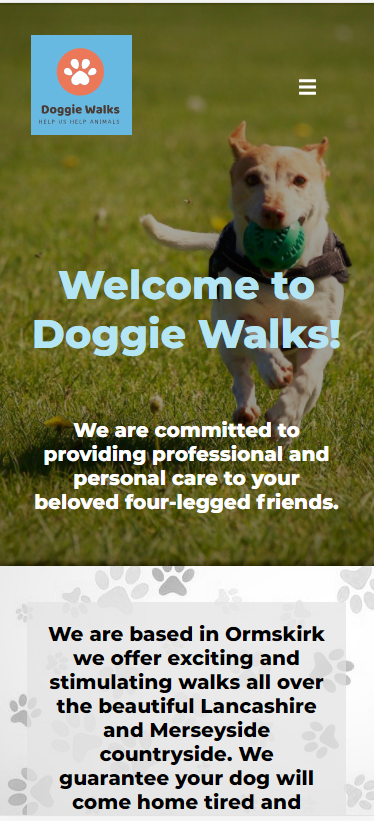 Doggie Walks
HELP US HELP ANIMALS
Welcome to
Doggie Walks!
We are committed to
providing professional and
personal care to your
beloved four-legged friends.
We are based in Ormskirk
we offer exciting and
stimulating walks all over
the beautiful Lancashire
and Merseyside
countryside. We
guarantee your dog will
come home tired and